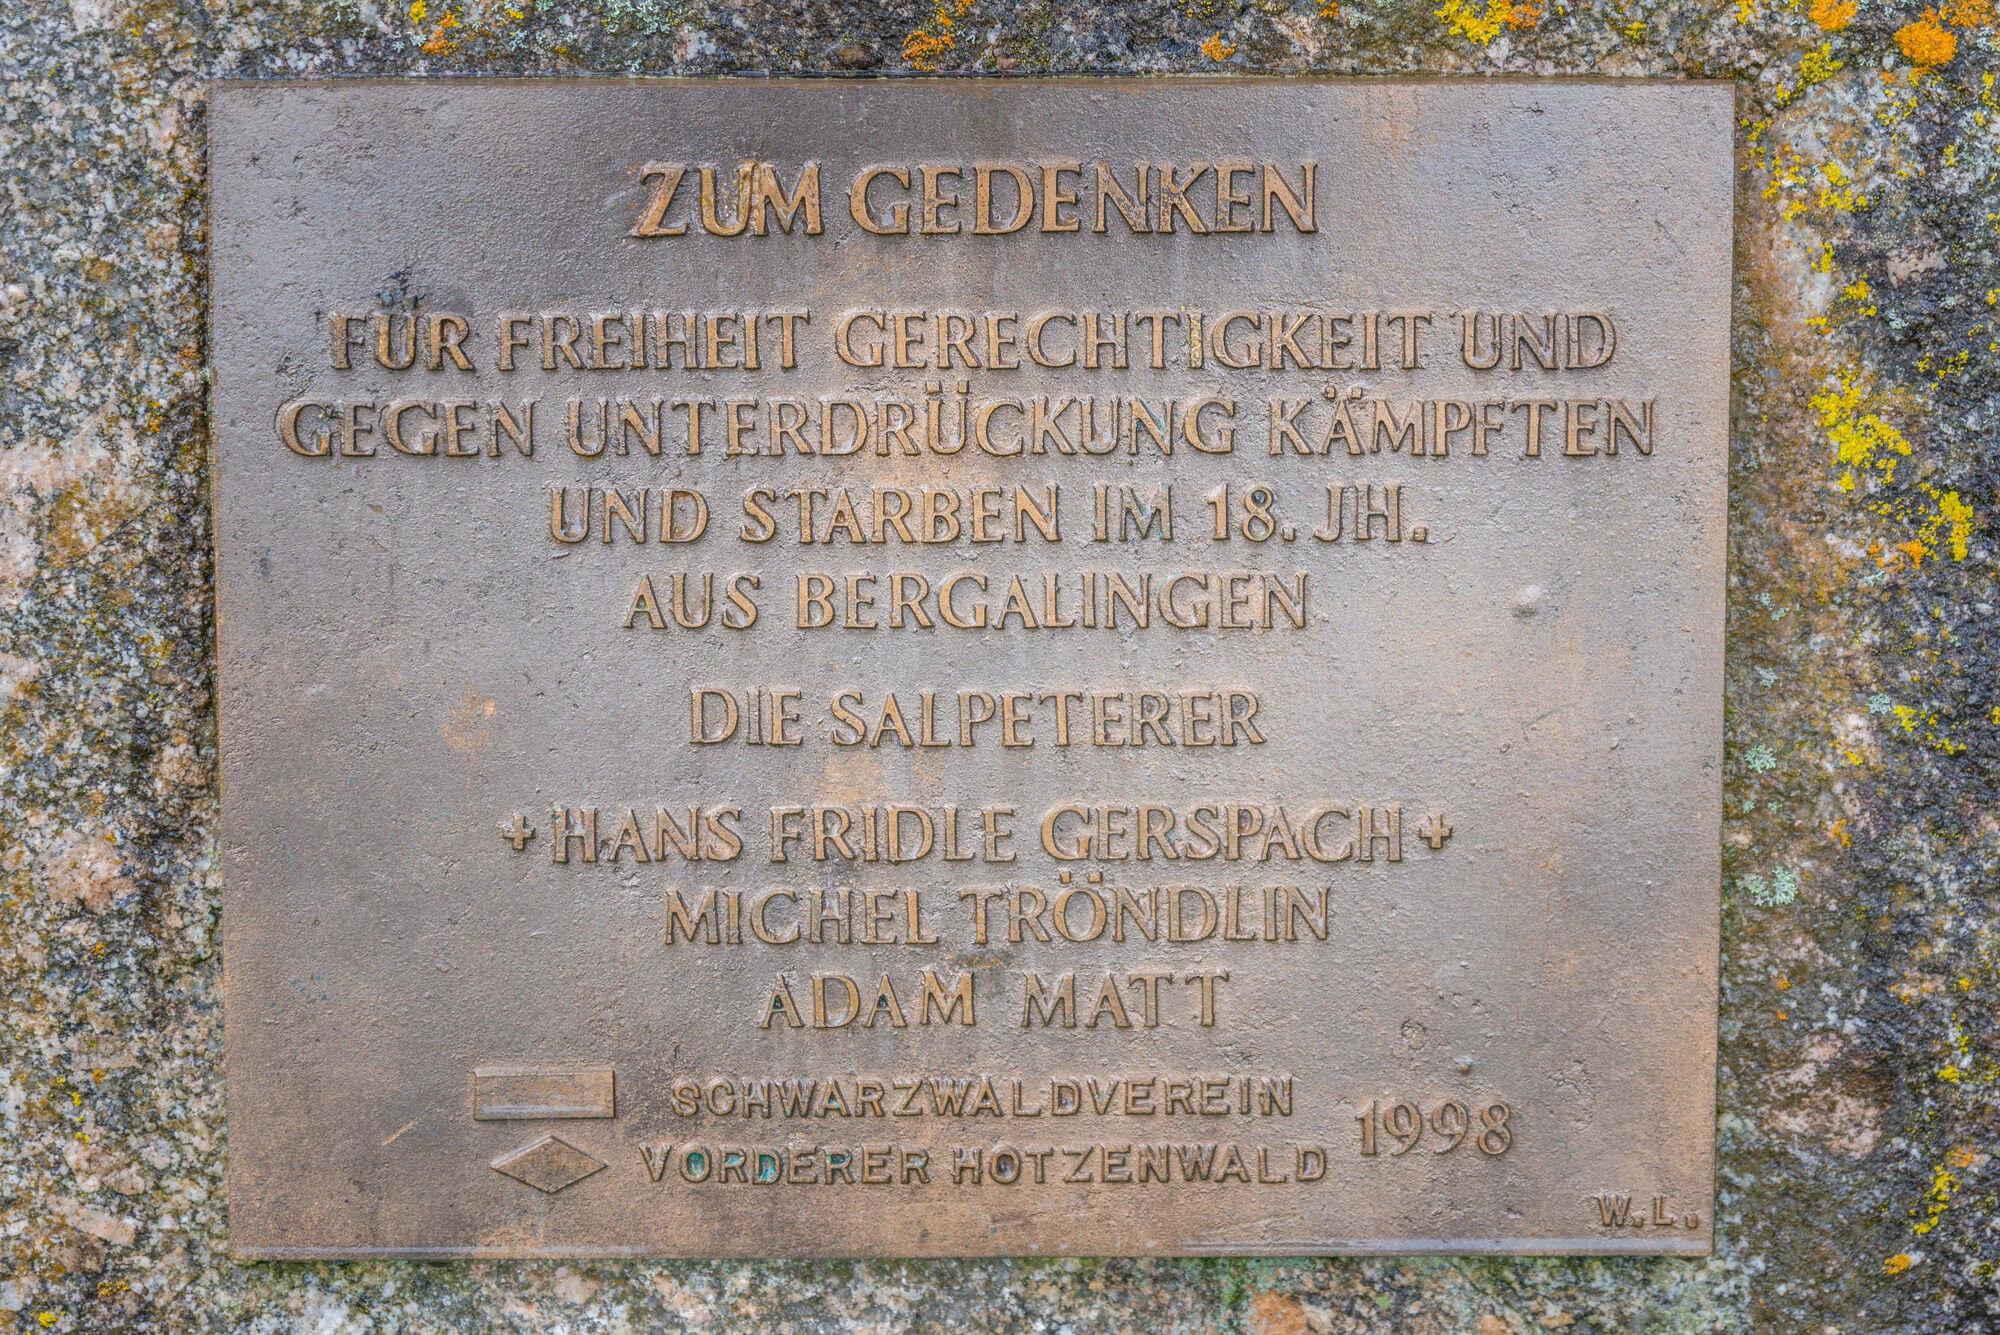 ZUM GEDENKEN
FÜR FREIHEIT GERECHTIGKEIT UND
GEGEN UNTERDRÜCKUNG KÄMPFTEN
UND STARBEN IM 18. JH.
AUS BERGALINGEN
DIE SALPETERER
+ HANS FRIDLE GERSPACH +
MICHEL TRÖNDLIN
ADAM MATT
SCHWARZWALDVEREIN
VORDERER HOTZENWALD
1998
W.L.